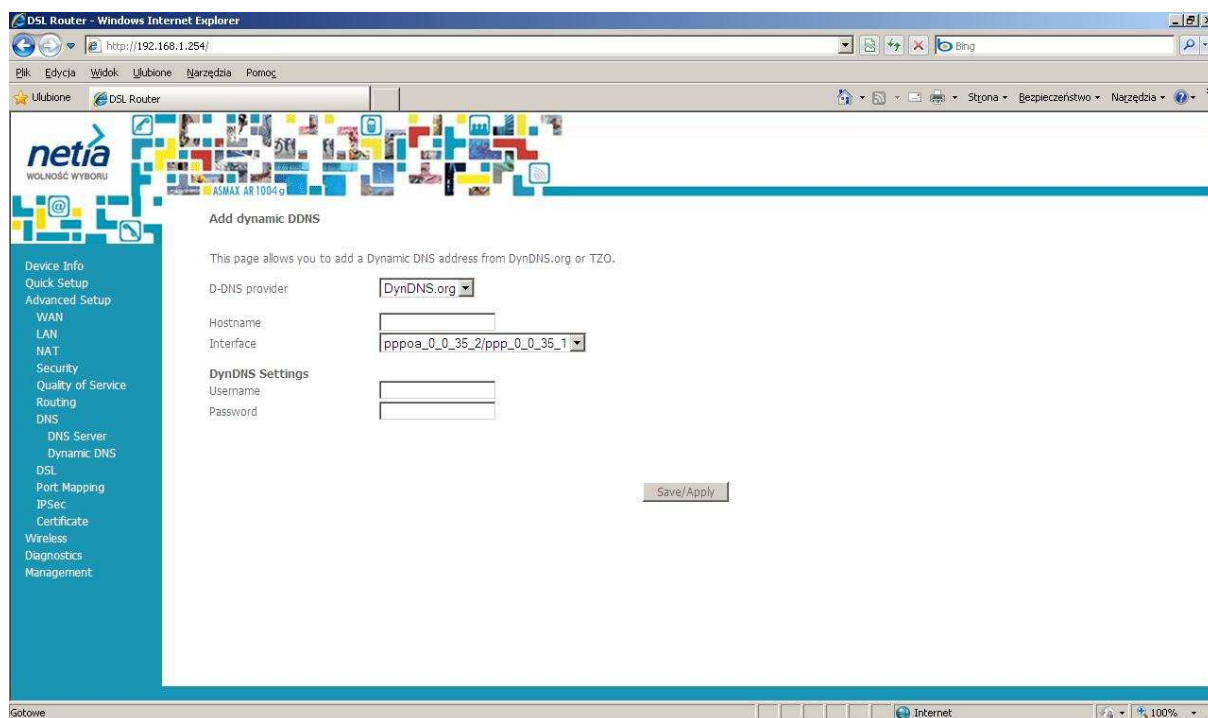 DSL Router - Windows Internet Explorer
http://192.168.1.254/
Bing
Plik Edycja Widok Ulubione Narzędzia Pomoc
Ulubione DSL Router Strona Bezpieczeństwo Narzędzia
netia
WOLNOŚĆ WYBORU
ASMAX AR 1004 g
Device Info
Quick Setup
Advanced Setup
WAN
LAN
NAT
Security
Quality of Service
Routing
DNS
DNS Server
Dynamic DNS
DSL
Port Mapping
IPSec
Certificate
Wireless
Diagnostics
Management
Add dynamic DDNS
This page allows you to add a Dynamic DNS address from DynDNS.org or TZO.
D-DNS provider DynDNS.org
Hostname
Interface pppoa_0_0_35_2/ppp_0_0_35_1
DynDNS Settings
Username
Password
Save/Apply
Gotowe Internet 100%